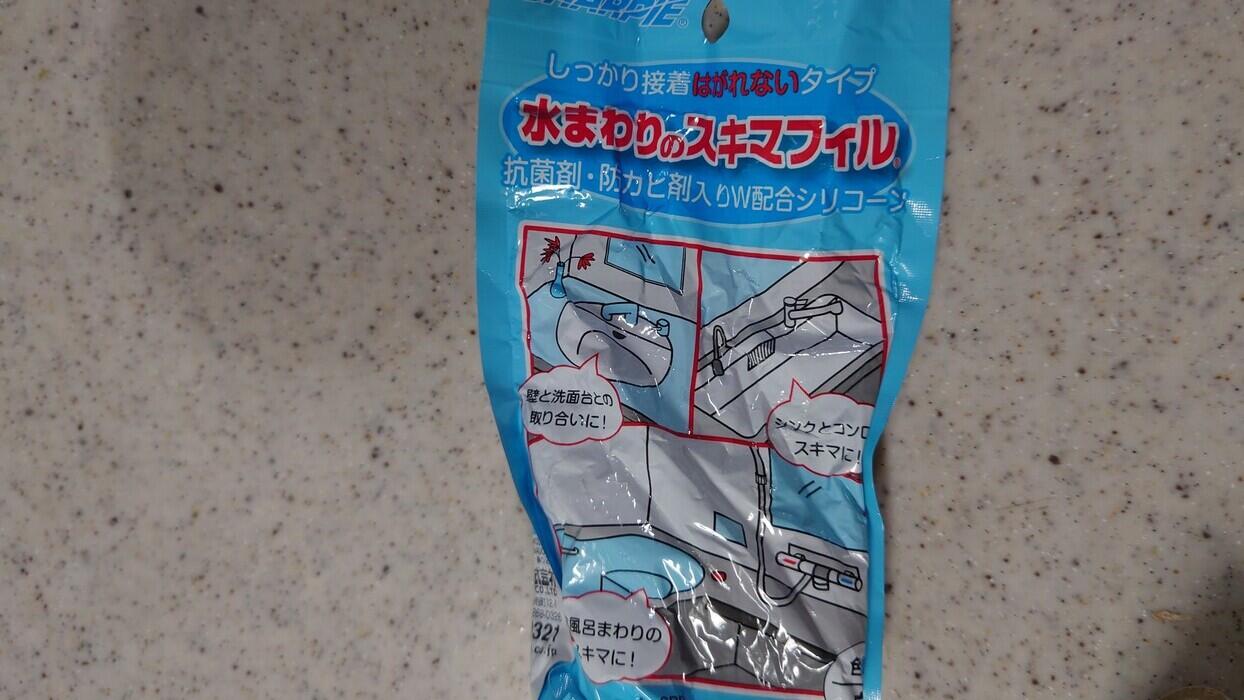 しっかり接着はがれないタイプ
水まわりのスキマフィル®
抗菌剤・防カビ剤入りW配合シリコーン
壁と洗面台との
取り合いに!
シンクとコンロ
スキマに!
風呂まわりの
スキマに!
321
co.jp